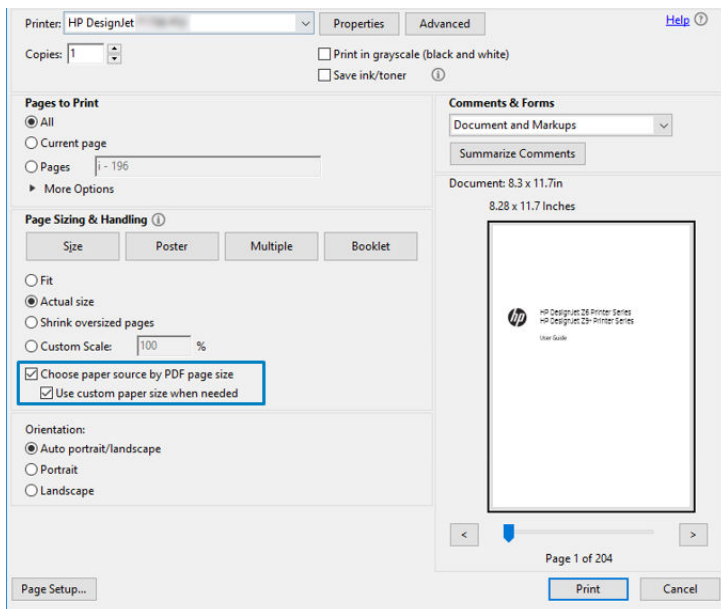 Printer: HP DesignJet
Properties
Advanced
Help
Copies: 1
Print in grayscale (black and white)
Save ink/toner
Pages to Print
All
Current page
Pages i - 196
More Options
Page Sizing & Handling
Size
Poster
Multiple
Booklet
Fit
Actual size
Shrink oversized pages
Custom Scale: 100 %
Choose paper source by PDF page size
Use custom paper size when needed
Orientation:
Auto portrait/landscape
Portrait
Landscape
Comments & Forms
Document and Markups
Summarize Comments
Document: 8.3 x 11.7in
8.28 x 11.7 Inches
hp
HP DesignJet Z6 Printer Series
HP DesignJet Z9+ Printer Series
User Guide
<
>
Page 1 of 204
Page Setup...
Print
Cancel